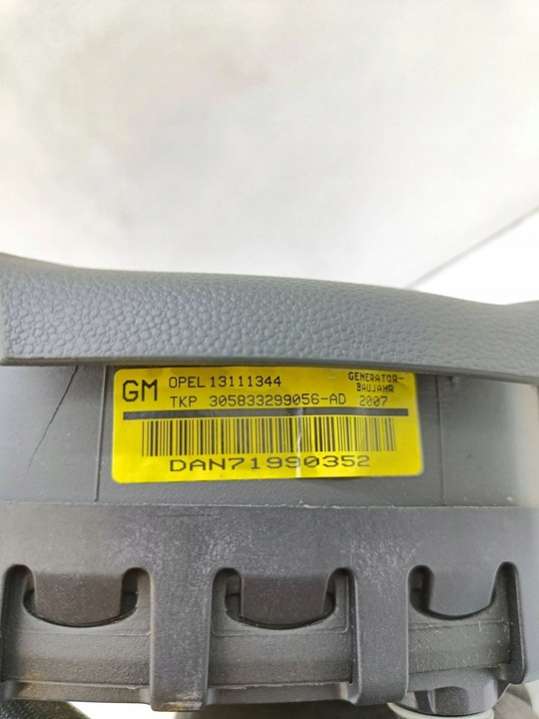 GM OPEL 13111344 GENERATOR-
BAUJAHR
TKP 305833299056-AD 2007
DAN71990352